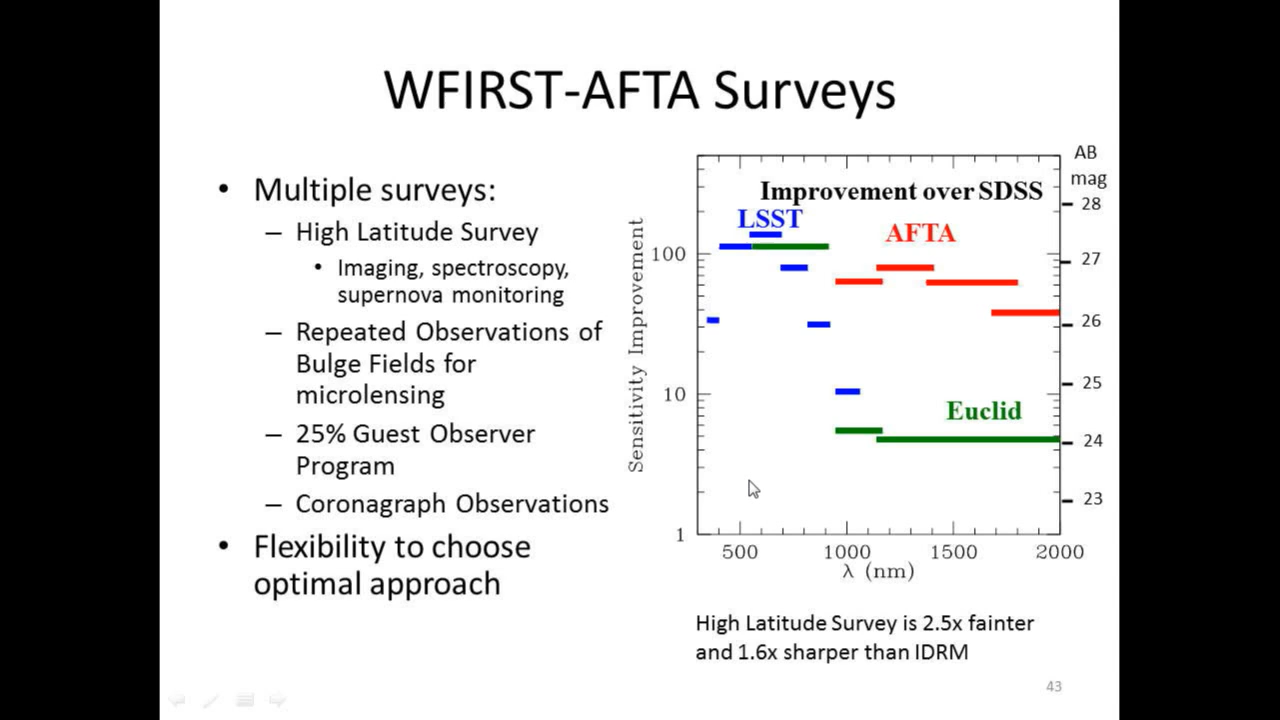 WFIRST-AFTA Surveys
• Multiple surveys:
– High Latitude Survey
• Imaging, spectroscopy,
supernova monitoring
– Repeated Observations of
Bulge Fields for
microlensing
– 25% Guest Observer
Program
– Coronagraph Observations
• Flexibility to choose
optimal approach
AB
mag
Improvement over SDSS
LSST
AFTA
Euclid
Sensitivity Improvement
100
10
1
28
27
26
25
24
23
500 1000 1500 2000
λ (nm)
High Latitude Survey is 2.5x fainter
and 1.6x sharper than IDRM
43